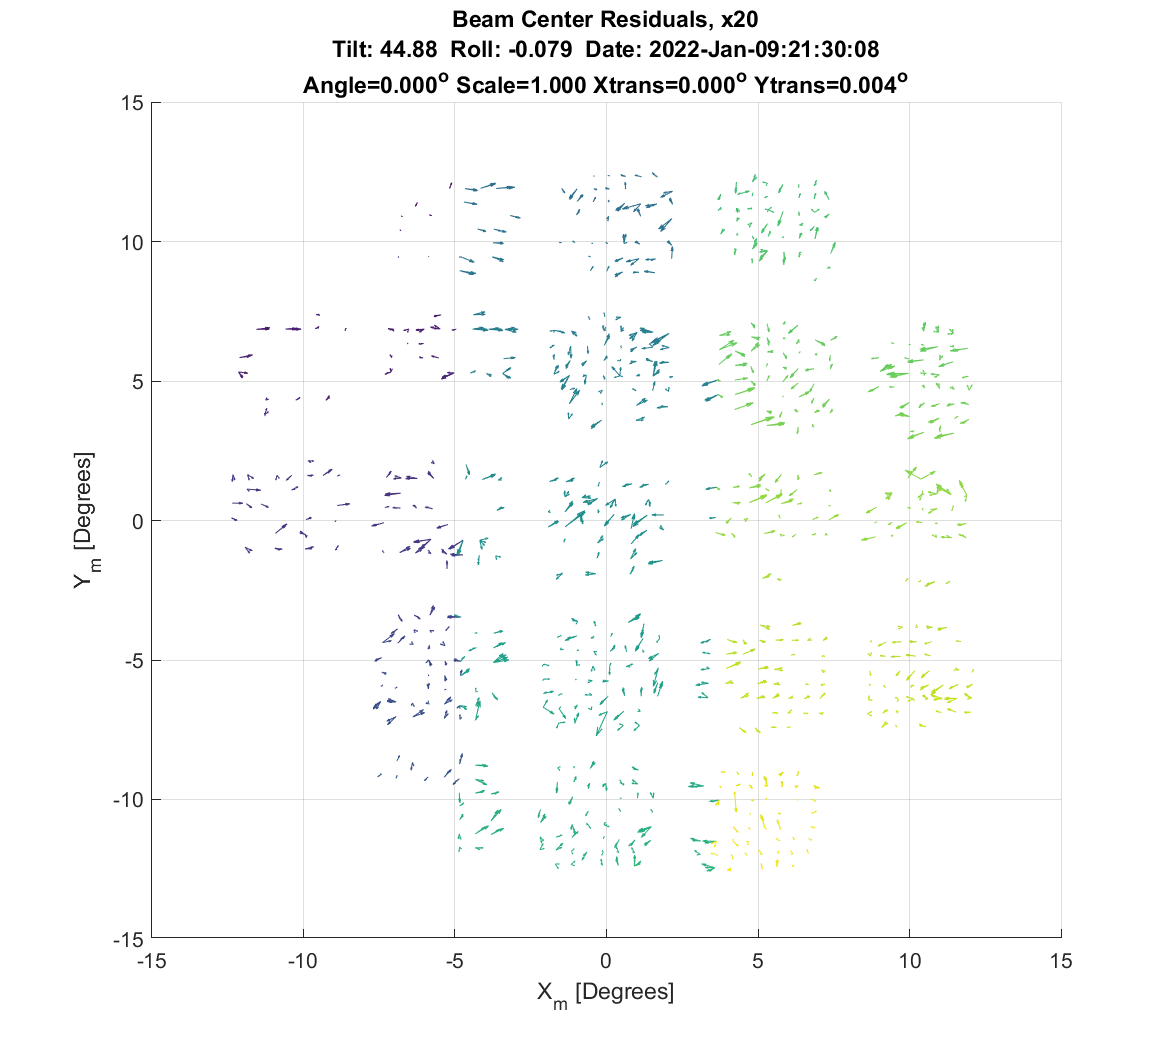 Beam Center Residuals, x20
Tilt: 44.88 Roll: -0.079 Date: 2022-Jan-09:21:30:08
Angle=0.000° Scale=1.000 Xtrans=0.000° Ytrans=0.004°
15
10
5
0
-5
-10
-15
Y_m [Degrees]
-15 -10 -5 0 5 10 15
X_m [Degrees]